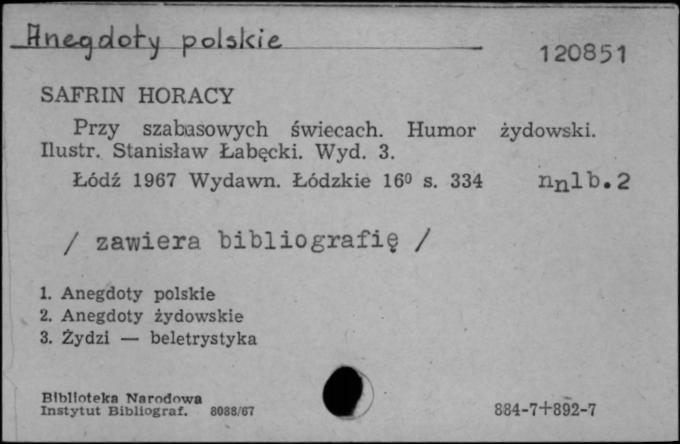 Anegdoty polskie
120851
SAFRIN HORACY
Przy szabasowych świecach. Humor żydowski.
Ilustr. Stanisław Łabęcki. Wyd. 3.
Łódź 1967 Wydawn. Łódzkie 16⁰ s. 334 nnlb.2
/ zawiera bibliografię /
1. Anegdoty polskie
2. Anegdoty żydowskie
3. Żydzi — beletrystyka
Biblioteka Narodowa
Instytut Bibliograf. 8088/67
884-7+892-7